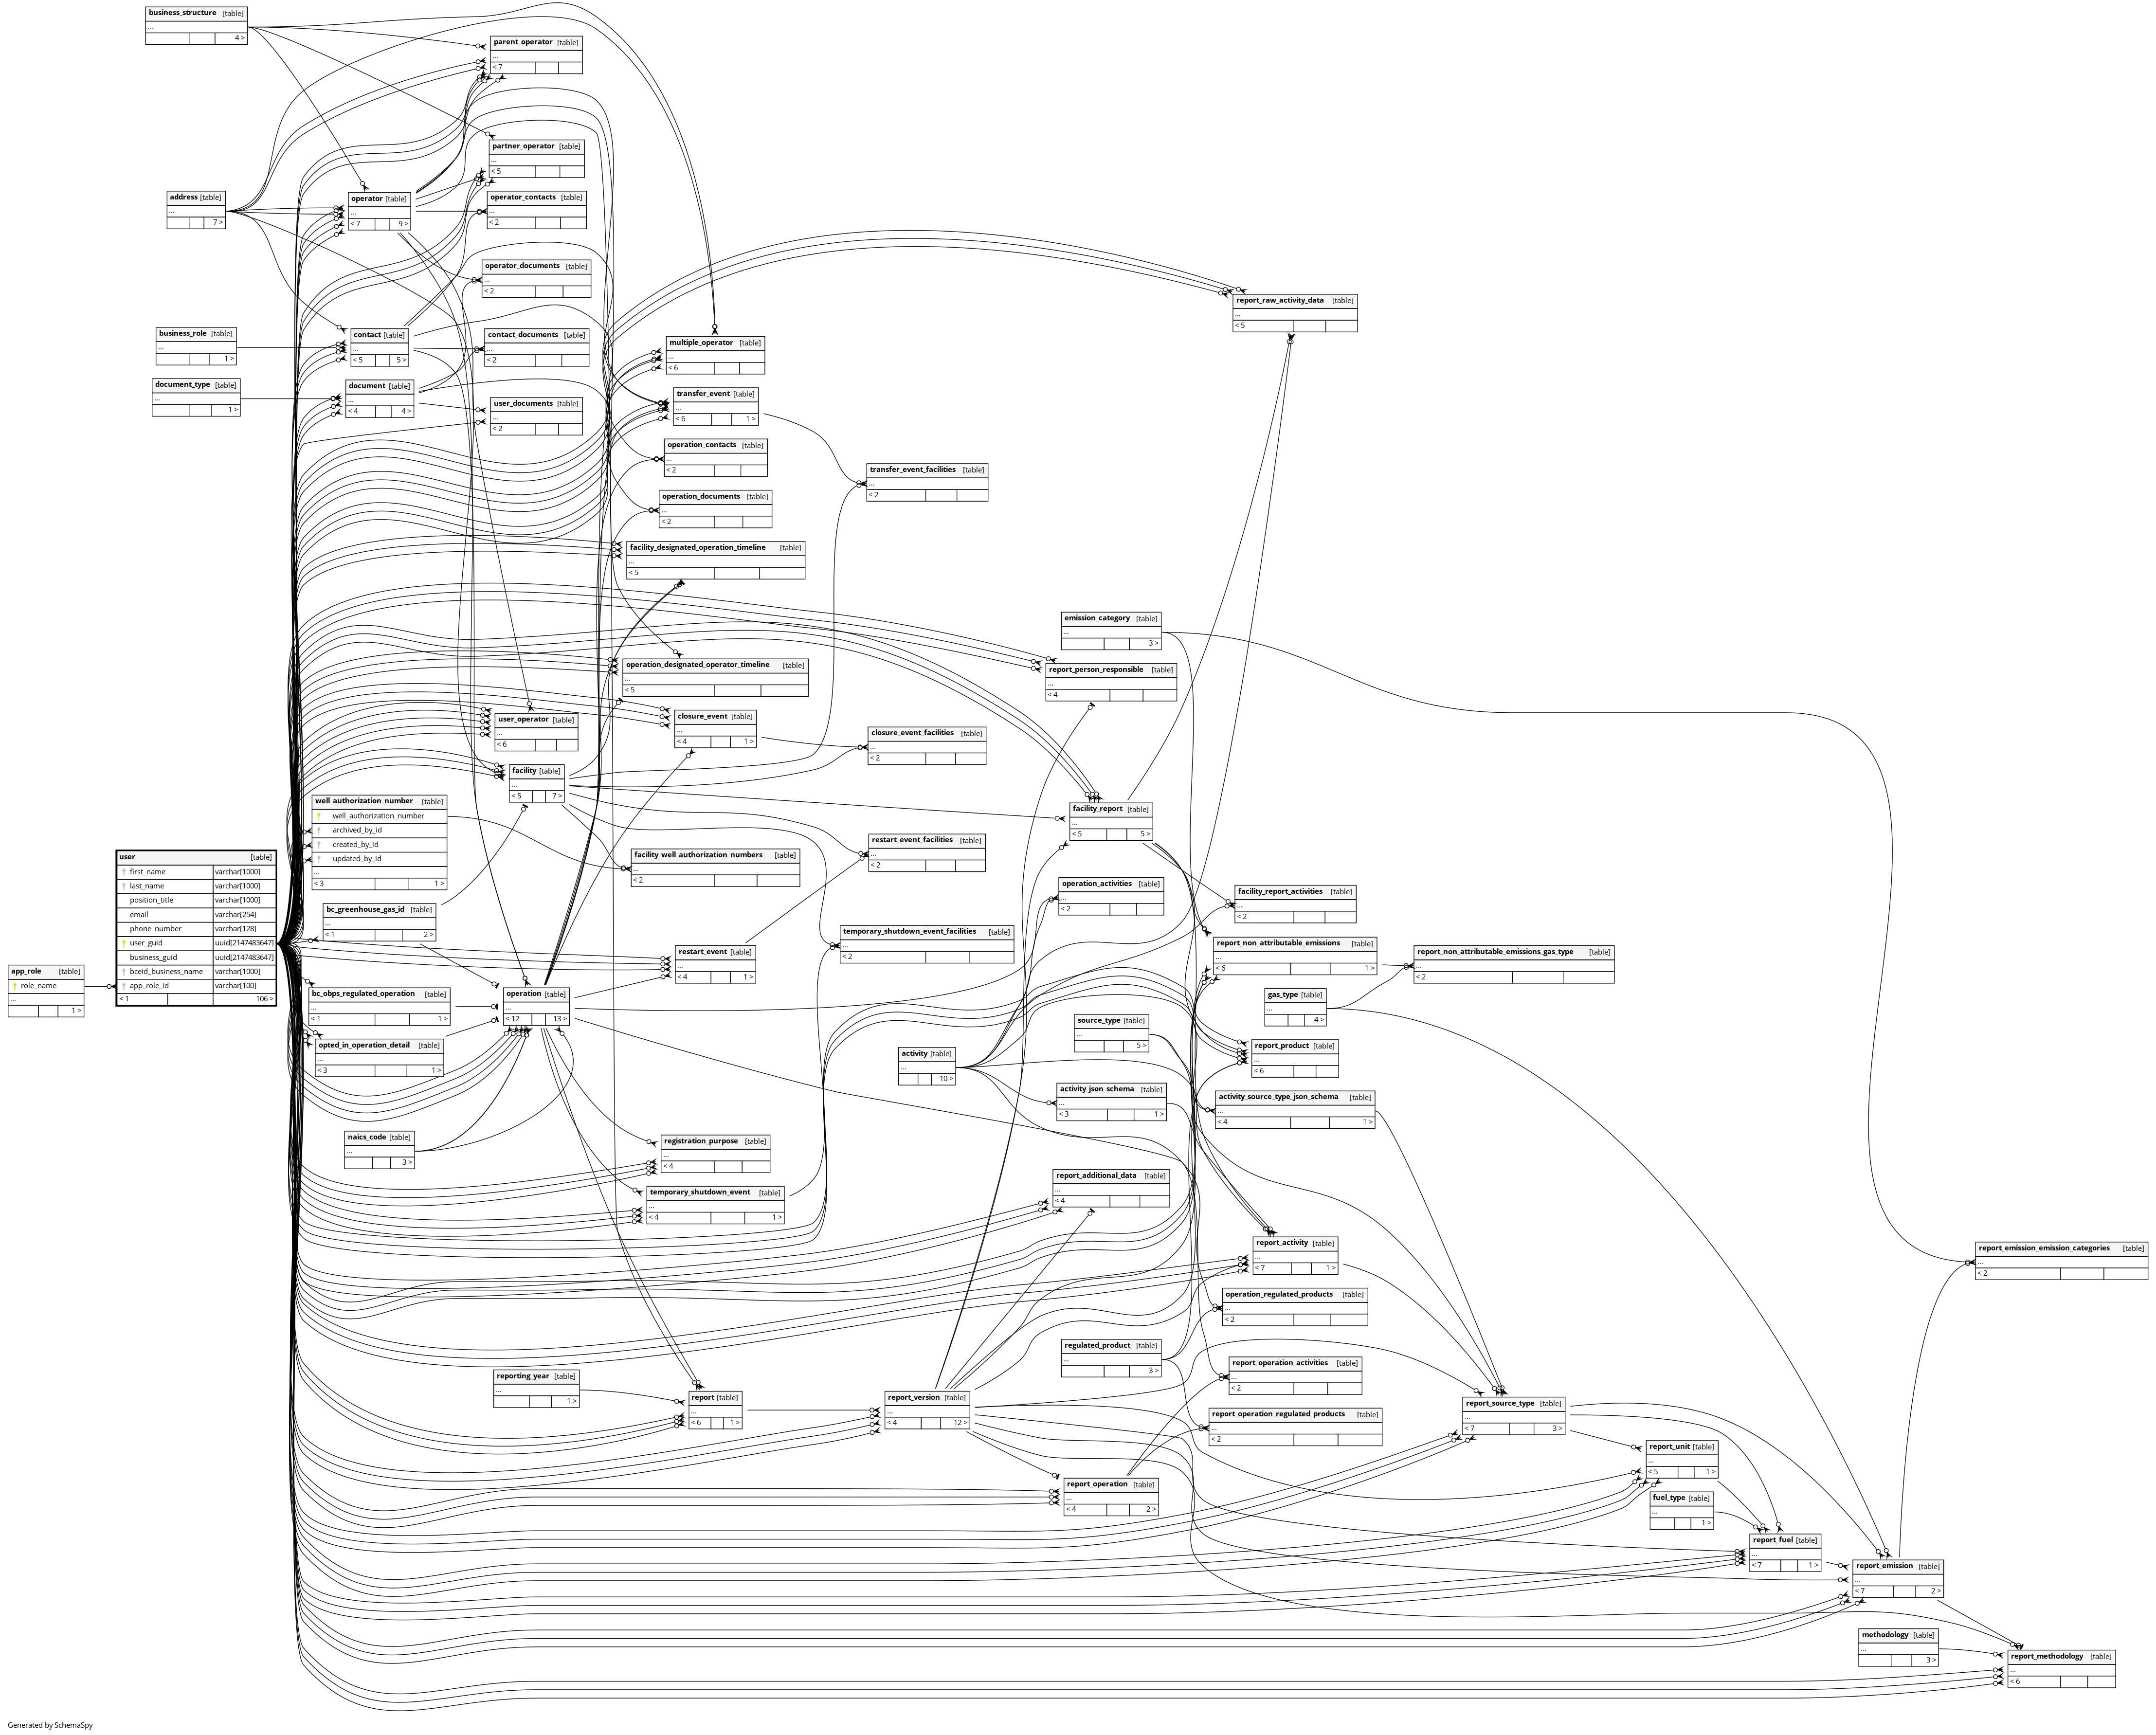 business_structure [table]
...
4 >
parent_operator [table]
...
< 7
partner_operator [table]
...
< 5
address [table]
...
7 >
operator [table]
...
< 7 9 >
operator_contacts [table]
...
< 2
operator_documents [table]
...
< 2
report_raw_activity_data [table]
...
< 5
business_role [table]
...
1 >
contact [table]
...
< 5 5 >
contact_documents [table]
...
< 2
multiple_operator [table]
...
< 6
document_type [table]
...
1 >
document [table]
...
< 4 4 >
user_documents [table]
...
< 2
transfer_event [table]
...
< 6 1 >
operation_contacts [table]
...
< 2
transfer_event_facilities [table]
...
< 2
operation_documents [table]
...
< 2
facility_designated_operation_timeline [table]
...
< 5
emission_category [table]
...
3 >
operation_designated_operator_timeline [table]
...
< 5
report_person_responsible [table]
...
< 4
user_operator [table]
...
< 6
closure_event [table]
...
< 4 1 >
closure_event_facilities [table]
...
< 2
facility [table]
...
< 5 7 >
well_authorization_number [table]
well_authorization_number
archived_by_id
created_by_id
updated_by_id
...
< 3 1 >
facility_report [table]
...
< 5 5 >
restart_event_facilities [table]
...
< 2
facility_well_authorization_numbers [table]
...
< 2
user [table]
first_name varchar[1000]
last_name varchar[1000]
position_title varchar[1000]
email varchar[254]
phone_number varchar[128]
user_guid uuid[2147483647]
business_guid uuid[2147483647]
bceid_business_name varchar[1000]
app_role_id varchar[100]
< 1 106 >
app_role [table]
role_name
...
1 >
bc_greenhouse_gas_id [table]
...
< 1 2 >
operation_activities [table]
...
< 2
facility_report_activities [table]
...
< 2
temporary_shutdown_event_facilities [table]
...
< 2
restart_event [table]
...
< 4 1 >
report_non_attributable_emissions [table]
...
< 6 1 >
report_non_attributable_emissions_gas_type [table]
...
< 2
bc_obps_regulated_operation [table]
...
< 1 1 >
operation [table]
...
< 12 13 >
gas_type [table]
...
4 >
opted_in_operation_detail [table]
...
< 3 1 >
source_type [table]
...
5 >
report_product [table]
...
< 6
activity [table]
...
10 >
activity_json_schema [table]
...
< 3 1 >
activity_source_type_json_schema [table]
...
< 4 1 >
naics_code [table]
...
3 >
registration_purpose [table]
...
< 4
report_additional_data [table]
...
< 4
temporary_shutdown_event [table]
...
< 4 1 >
report_activity [table]
...
< 7 1 >
report_emission_emission_categories [table]
...
< 2
operation_regulated_products [table]
...
< 2
regulated_product [table]
...
3 >
report_operation_activities [table]
...
< 2
reporting_year [table]
...
1 >
report [table]
...
< 6 1 >
report_version [table]
...
< 4 12 >
report_operation_regulated_products [table]
...
< 2
report_source_type [table]
...
< 7 3 >
report_unit [table]
...
< 5 1 >
report_operation [table]
...
< 4 2 >
fuel_type [table]
...
1 >
report_fuel [table]
...
< 7 1 >
report_emission [table]
...
< 7 2 >
methodology [table]
...
3 >
report_methodology [table]
...
< 6
Generated by SchemaSpy